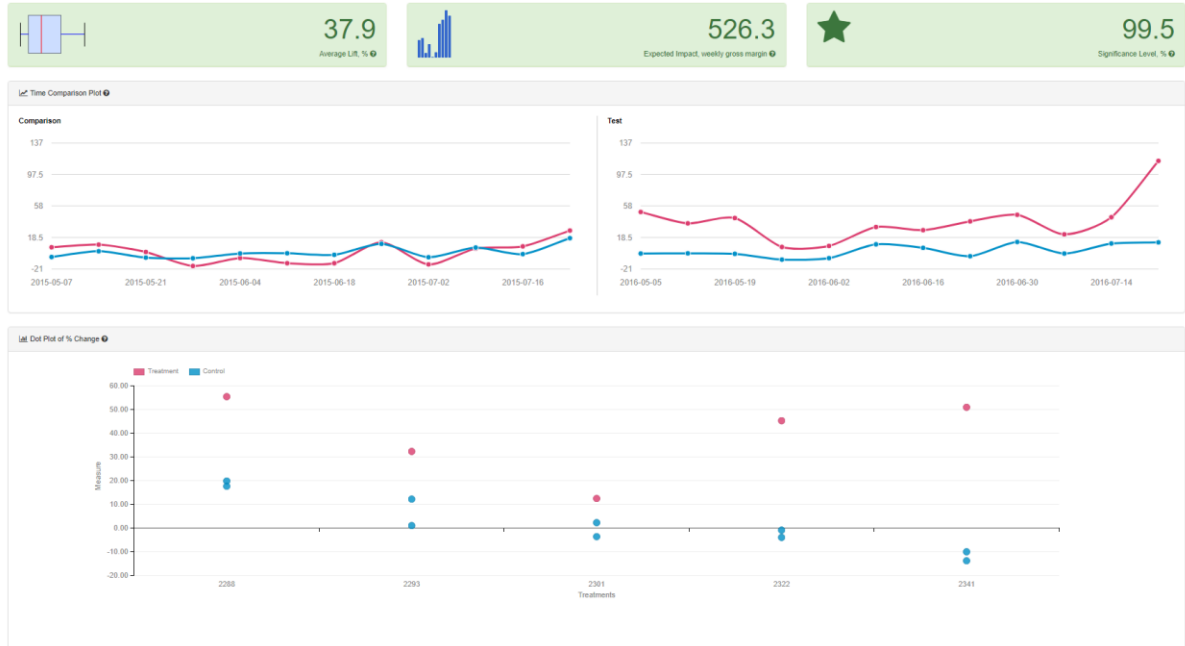 37.9
Average Lift, %
526.3
Expected Impact, weekly gross margin
99.5
Significance Level, %
Time Comparison Plot
Comparison
137
97.5
58
18.5
-21
2015-05-07 2015-05-21 2015-06-04 2015-06-18 2015-07-02 2015-07-16
Test
137
97.5
58
18.5
-21
2016-05-05 2016-05-19 2016-06-02 2016-06-16 2016-06-30 2016-07-14
Dot Plot of % Change
Treatment Control
60.00
50.00
40.00
30.00
20.00
10.00
0.00
-10.00
-20.00
Measure
2288 2293 2301 2322 2341
Treatments